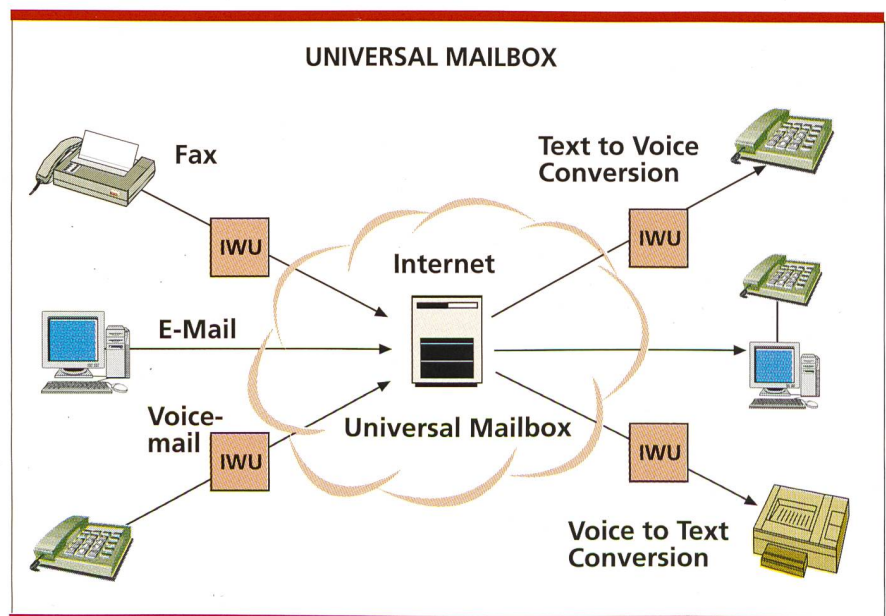 UNIVERSAL MAILBOX
Fax
Text to Voice
Conversion
IWU
IWU
Internet
E-Mail
Voice-
mail
IWU
Universal Mailbox
IWU
Voice to Text
Conversion